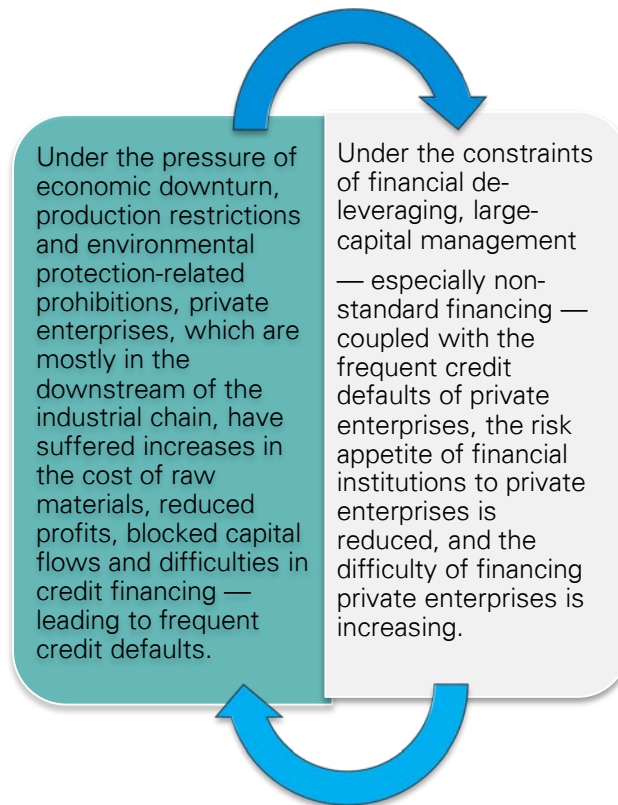 Under the pressure of
economic downturn,
production restrictions
and environmental
protection-related
prohibitions, private
enterprises, which are
mostly in the
downstream of the
industrial chain, have
suffered increases in
the cost of raw
materials, reduced
profits, blocked capital
flows and difficulties in
credit financing —
leading to frequent
credit defaults.
Under the constraints
of financial de-
leveraging, large-
capital management
— especially non-
standard financing —
coupled with the
frequent credit
defaults of private
enterprises, the risk
appetite of financial
institutions to private
enterprises is
reduced, and the
difficulty of financing
private enterprises is
increasing.